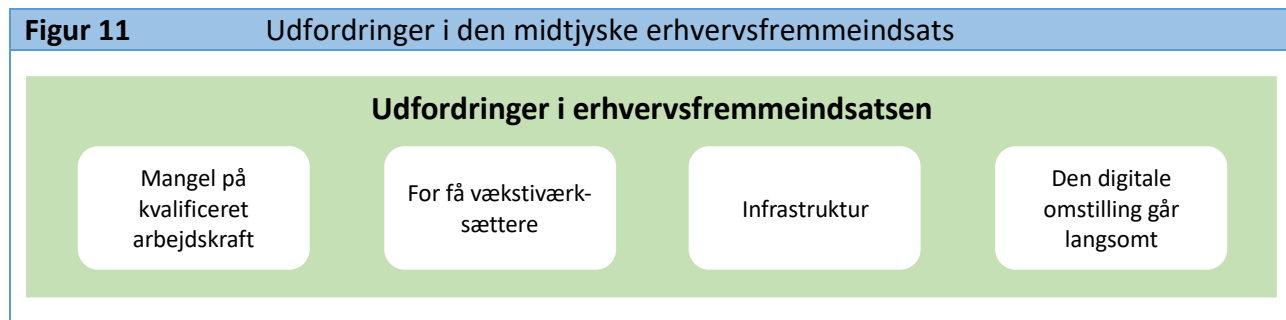 Figur 11 Udfordringer i den midtjyske erhvervsfremmeindsats
Udfordringer i erhvervsfremmeindsatsen
Mangel på
kvalificeret
arbejdskraft
For få vækstiværk-
sættere
Infrastruktur
Den digitale
omstilling går
langsomt